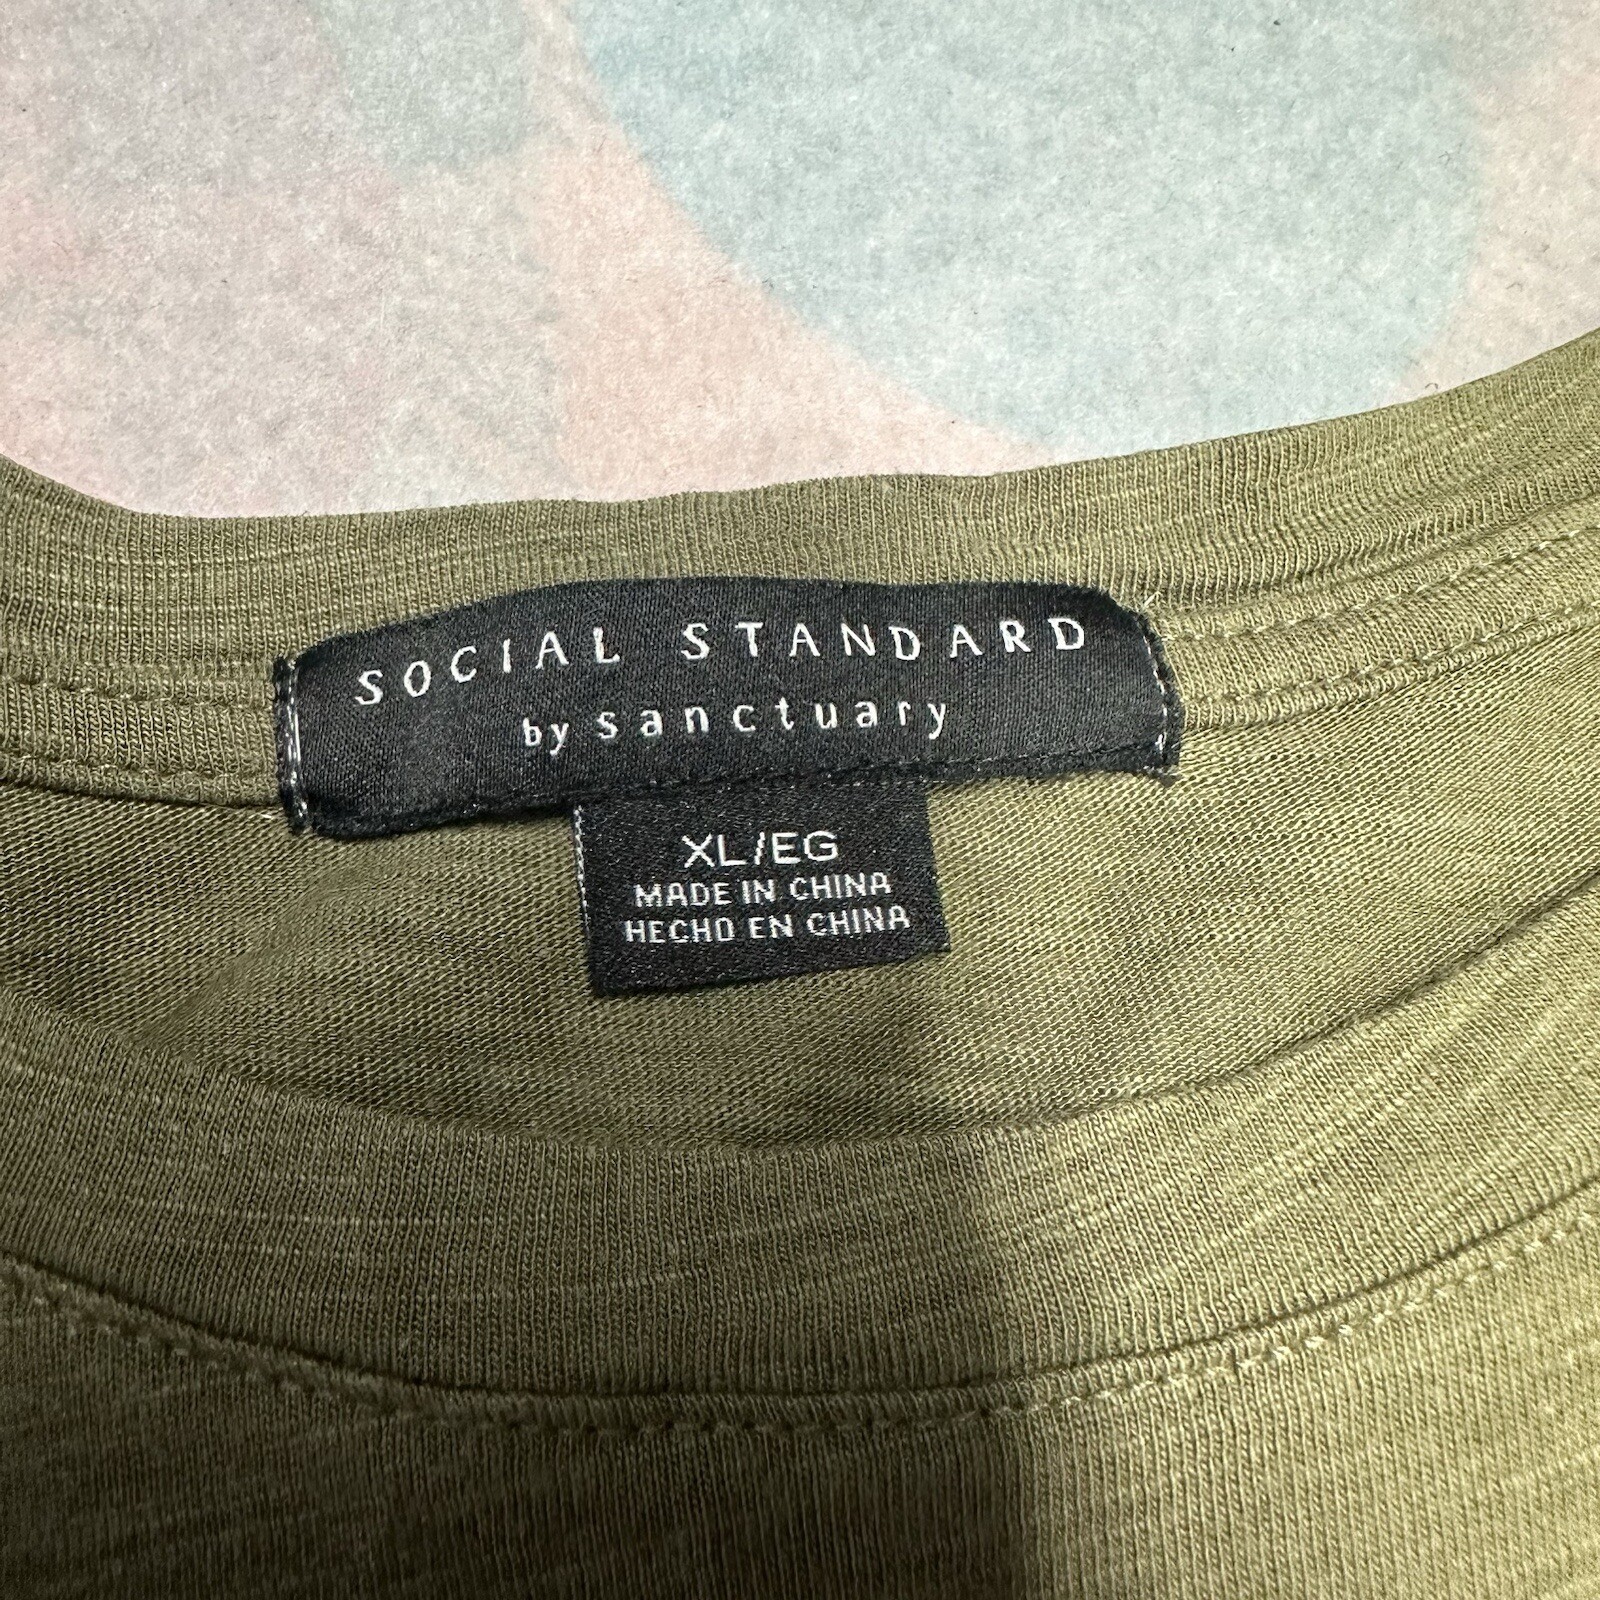 SOCIAL STANDARD
by sanctuary
XL/EG
MADE IN CHINA
HECHO EN CHINA